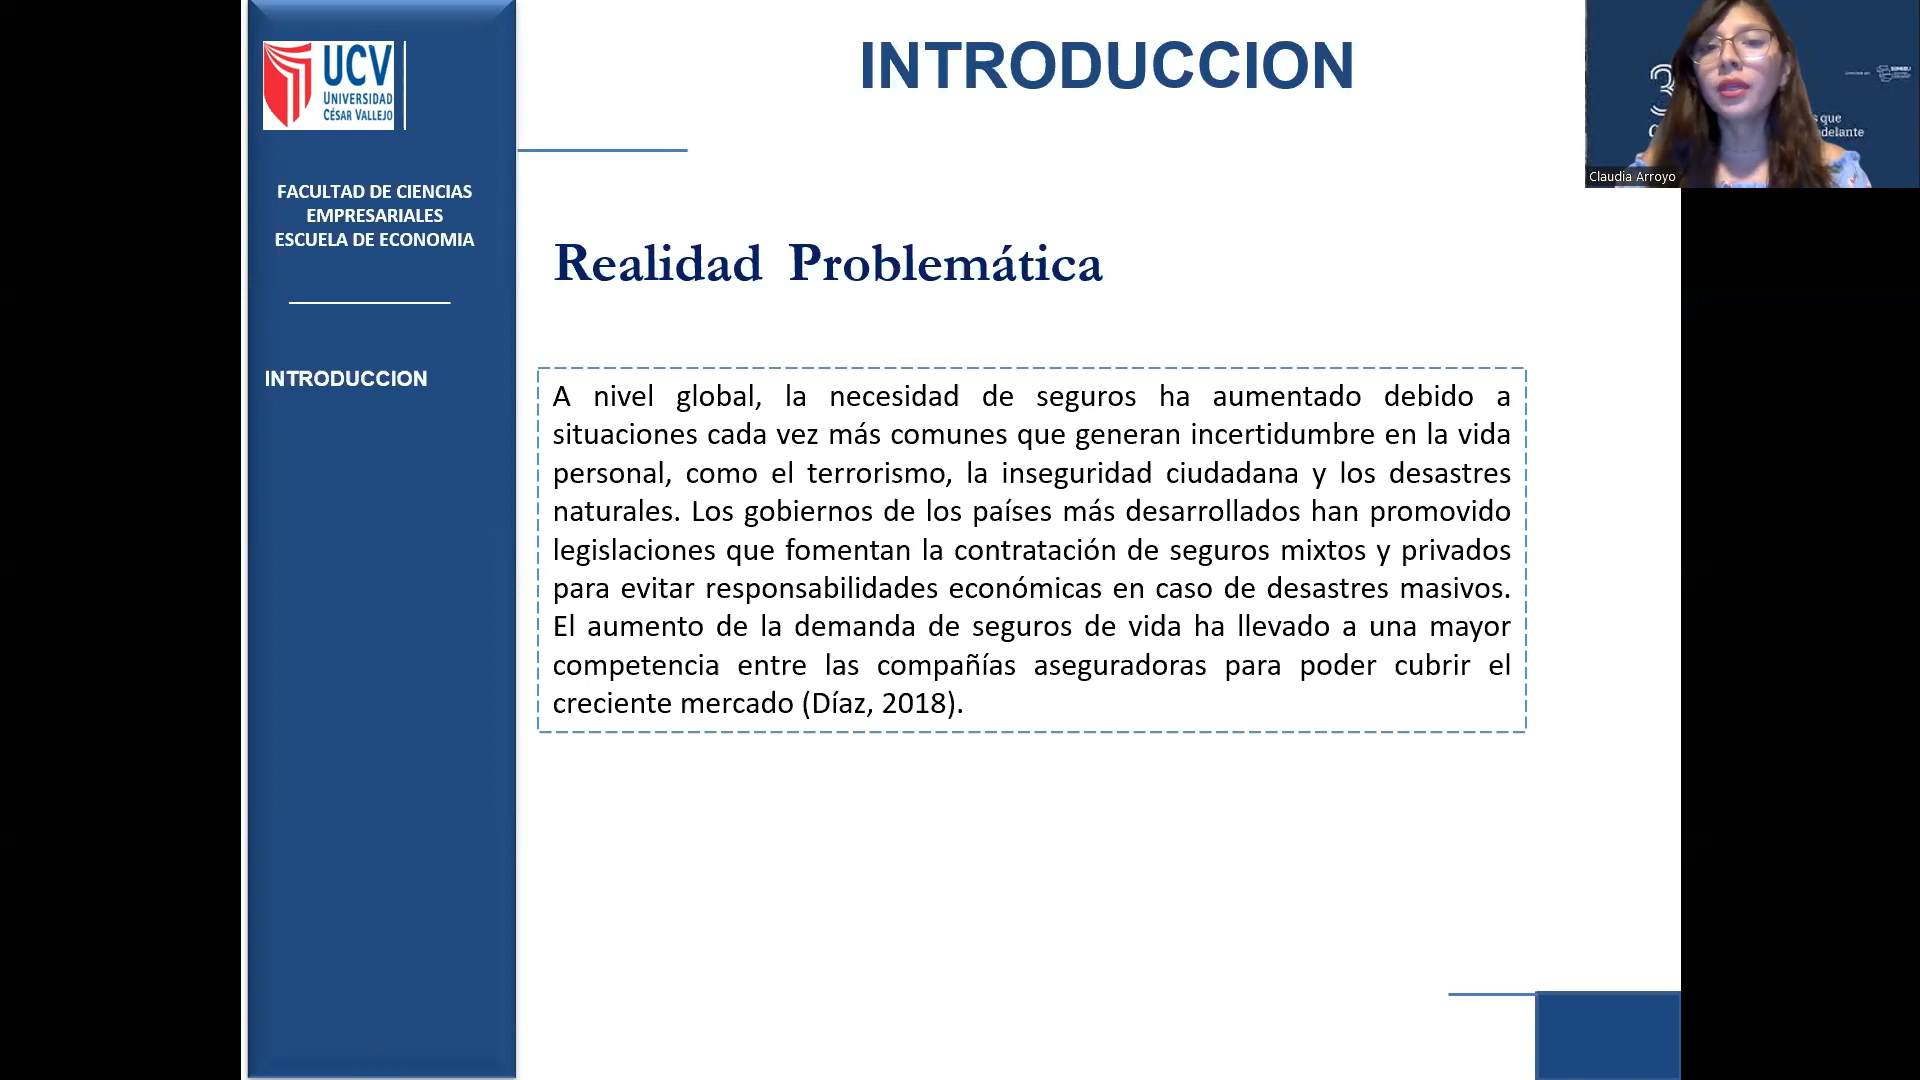 UCV
UNIVERSIDAD
CÉSAR VALLEJO
FACULTAD DE CIENCIAS
EMPRESARIALES
ESCUELA DE ECONOMIA
INTRODUCCION
INTRODUCCION
Realidad Problemática
A nivel global, la necesidad de seguros ha aumentado debido a
situaciones cada vez más comunes que generan incertidumbre en la vida
personal, como el terrorismo, la inseguridad ciudadana y los desastres
naturales. Los gobiernos de los países más desarrollados han promovido
legislaciones que fomentan la contratación de seguros mixtos y privados
para evitar responsabilidades económicas en caso de desastres masivos.
El aumento de la demanda de seguros de vida ha llevado a una mayor
competencia entre las compañías aseguradoras para poder cubrir el
creciente mercado (Díaz, 2018).
3
que
Claudia Arroyo